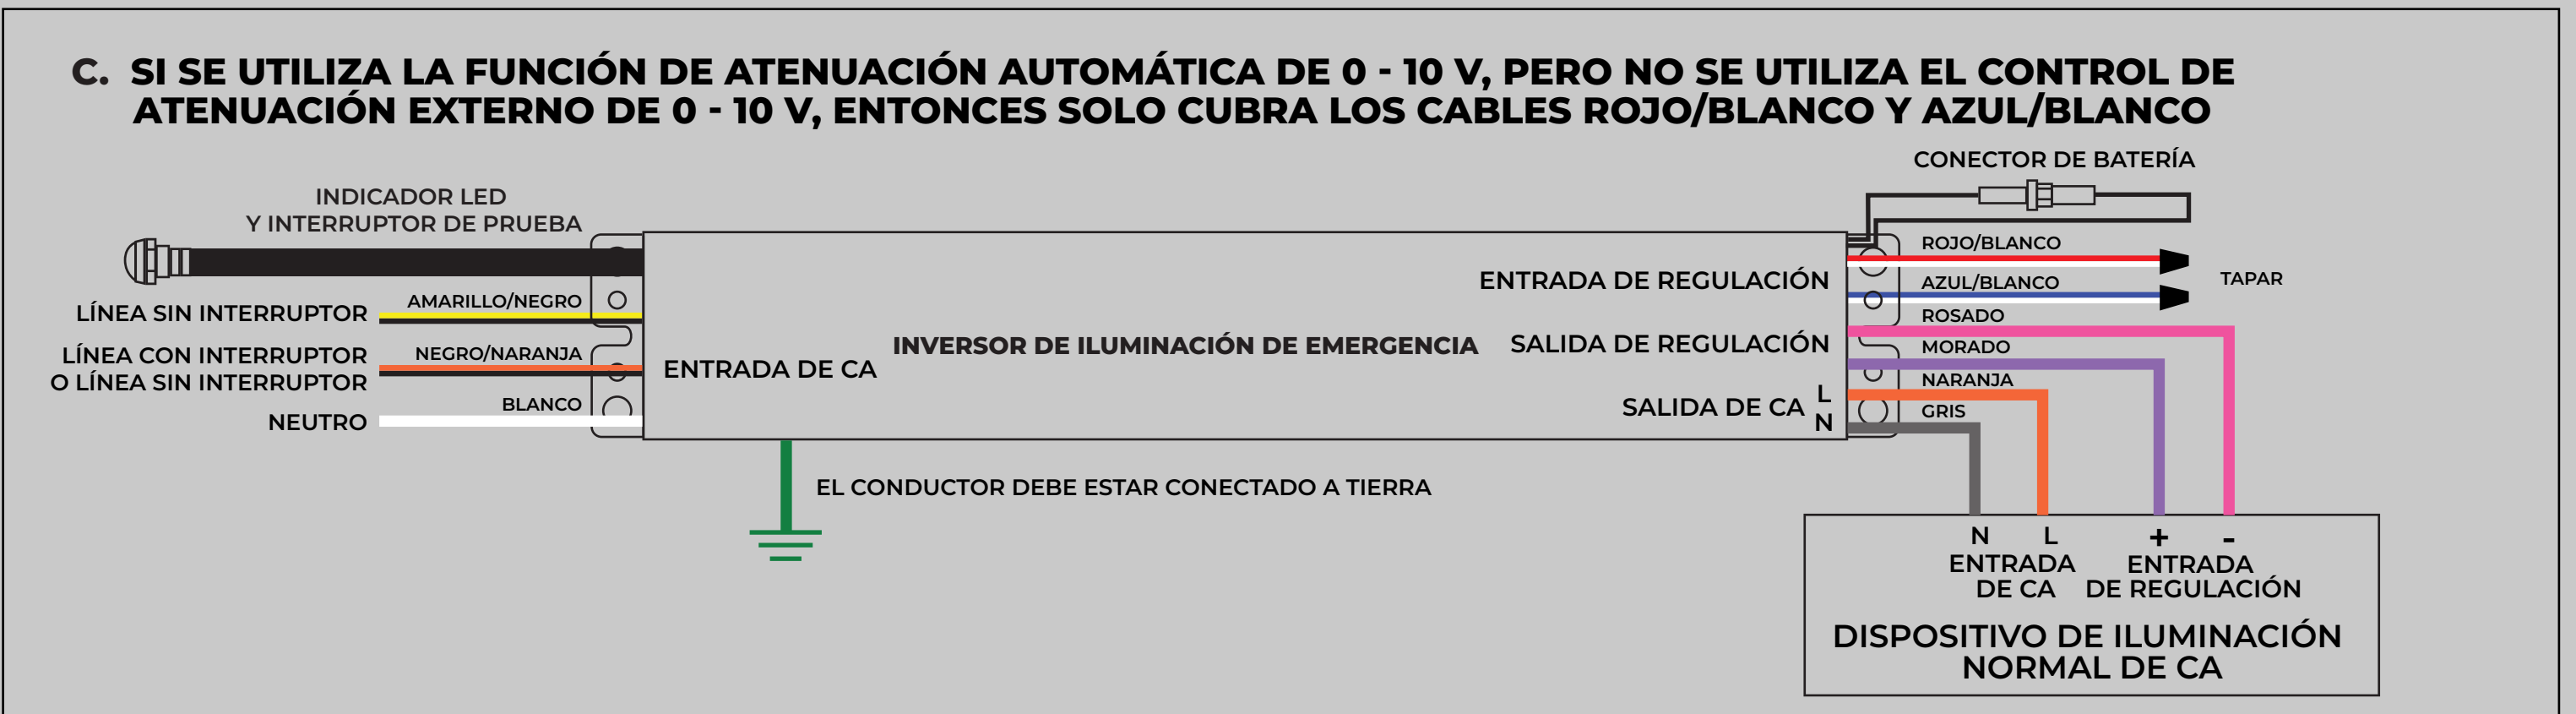 C. SI SE UTILIZA LA FUNCIÓN DE ATENUACIÓN AUTOMÁTICA DE 0 - 10 V, PERO NO SE UTILIZA EL CONTROL DE
ATENUACIÓN EXTERNO DE 0 - 10 V, ENTONCES SOLO CUBRA LOS CABLES ROJO/BLANCO Y AZUL/BLANCO
CONECTOR DE BATERÍA
INDICADOR LED
Y INTERRUPTOR DE PRUEBA
AMARILLO/NEGRO
LÍNEA SIN INTERRUPTOR
NEGRO/NARANJA
LÍNEA CON INTERRUPTOR
O LÍNEA SIN INTERRUPTOR
BLANCO
NEUTRO
ENTRADA DE CA
INVERSOR DE ILUMINACIÓN DE EMERGENCIA
ENTRADA DE REGULACIÓN
SALIDA DE REGULACIÓN
SALIDA DE CA
L
N
ROJO/BLANCO
AZUL/BLANCO
TAPAR
ROSADO
MORADO
NARANJA
GRIS
EL CONDUCTOR DEBE ESTAR CONECTADO A TIERRA
N L + -
ENTRADA
DE CA
ENTRADA
DE REGULACIÓN
DISPOSITIVO DE ILUMINACIÓN
NORMAL DE CA